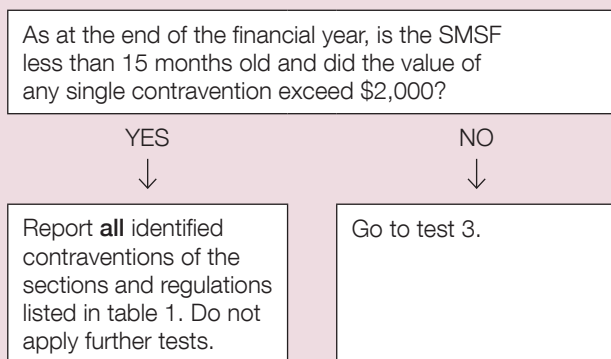 As at the end of the financial year, is the SMSF
less than 15 months old and did the value of
any single contravention exceed $2,000?
YES
NO
Report all identified
contraventions of the
sections and regulations
listed in table 1. Do not
apply further tests.
Go to test 3.